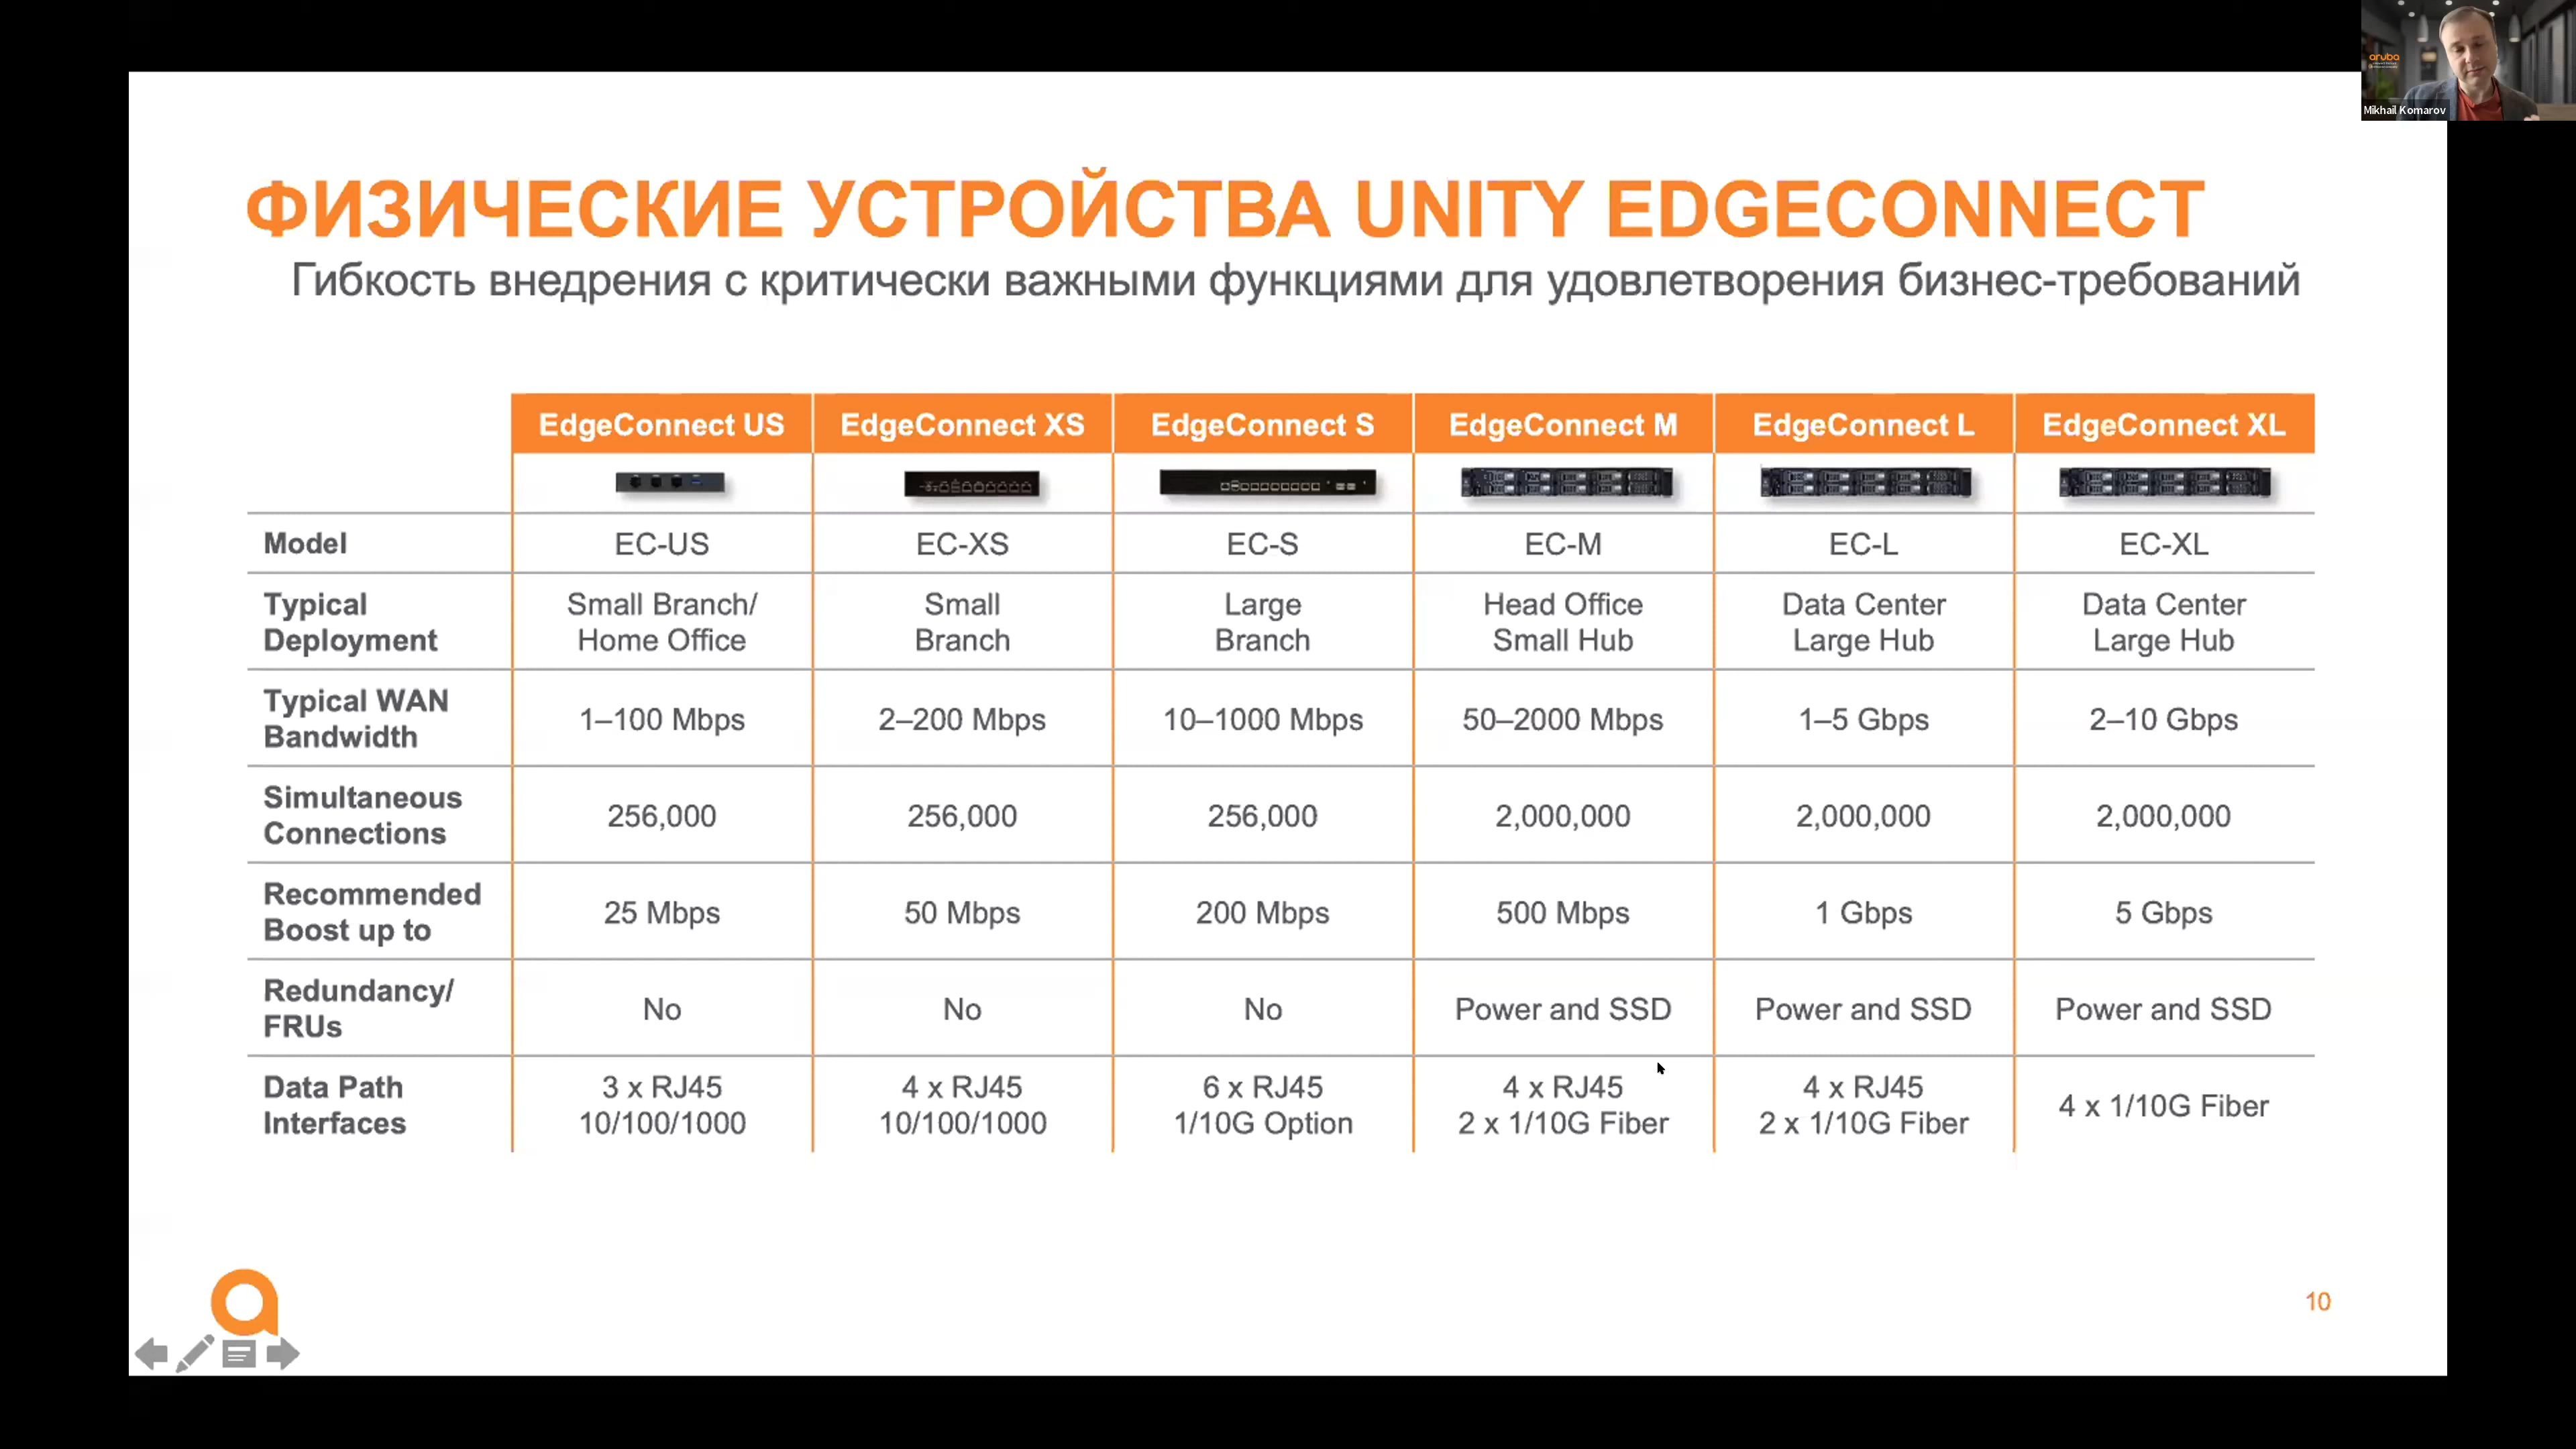 aruba
Mikhail Komarov
ФИЗИЧЕСКИЕ УСТРОЙСТВА UNITY EDGECONNECT
Гибкость внедрения с критически важными функциями для удовлетворения бизнес-требований
EdgeConnect US EdgeConnect XS EdgeConnect S EdgeConnect M EdgeConnect L EdgeConnect XL
Model EC-US EC-XS EC-S EC-M EC-L EC-XL
Typical Small Branch/ Small Large Head Office Data Center Data Center
Deployment Home Office Branch Branch Small Hub Large Hub Large Hub
Typical WAN
Bandwidth 1–100 Mbps 2–200 Mbps 10–1000 Mbps 50–2000 Mbps 1–5 Gbps 2–10 Gbps
Simultaneous
Connections 256,000 256,000 256,000 2,000,000 2,000,000 2,000,000
Recommended
Boost up to 25 Mbps 50 Mbps 200 Mbps 500 Mbps 1 Gbps 5 Gbps
Redundancy/
FRUs No No No Power and SSD Power and SSD Power and SSD
Data Path 3 x RJ45 4 x RJ45 6 x RJ45 4 x RJ45 4 x RJ45 4 x 1/10G Fiber
Interfaces 10/100/1000 10/100/1000 1/10G Option 2 x 1/10G Fiber 2 x 1/10G Fiber
10